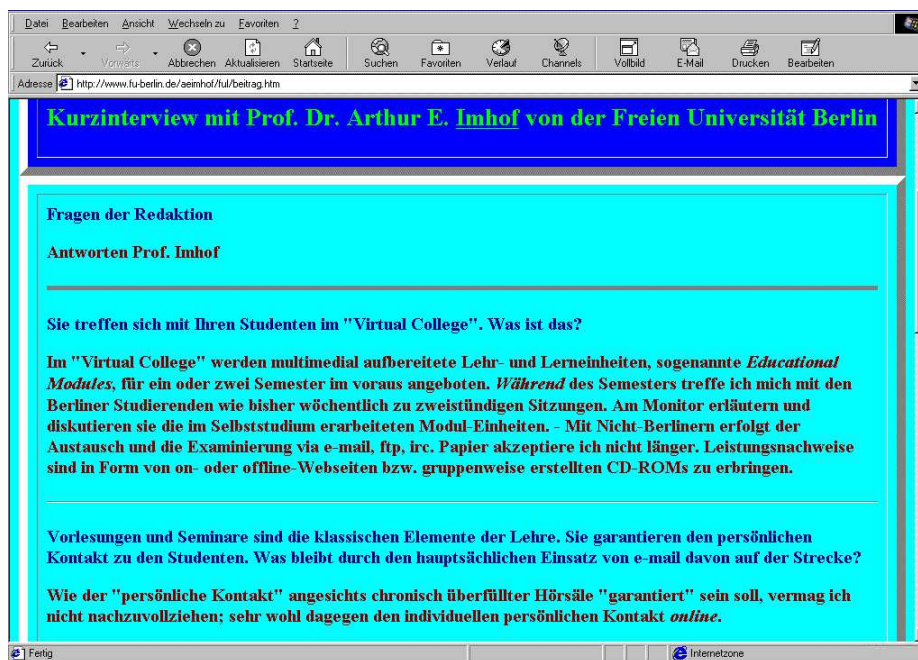 Datei Bearbeiten Ansicht Wechseln zu Favoriten ?
Zurück Vorwärts Abbrechen Aktualisieren Startseite Suchen Favoriten Verlauf Channels Vollbild E-Mail Drucken Bearbeiten
Adresse http://www.fu-berlin.de/aeimhof/ful/beitrag.htm
Kurzinterview mit Prof. Dr. Arthur E. Imhof von der Freien Universität Berlin
Fragen der Redaktion
Antworten Prof. Imhof
Sie treffen sich mit Ihren Studenten im "Virtual College". Was ist das?
Im "Virtual College" werden multimedial aufbereitete Lehr- und Lerneinheiten, sogenannte Educational
Modules, für ein oder zwei Semester im voraus angeboten. Während des Semesters treffe ich mich mit den
Berliner Studierenden wie bisher wöchentlich zu zweistündigen Sitzungen. Am Monitor erläutern und
diskutieren sie die im Selbststudium erarbeiteten Modul-Einheiten. - Mit Nicht-Berlinern erfolgt der
Austausch und die Examinierung via e-mail, ftp, irc. Papier akzeptiere ich nicht länger. Leistungsnachweise
sind in Form von on- oder offline-Webseiten bzw. gruppenweise erstellten CD-ROMs zu erbringen.
Vorlesungen und Seminare sind die klassischen Elemente der Lehre. Sie garantieren den persönlichen
Kontakt zu den Studenten. Was bleibt durch den hauptsächlichen Einsatz von e-mail davon auf der Strecke?
Wie der "persönliche Kontakt" angesichts chronisch überfüllter Hörsäle "garantiert" sein soll, vermag ich
nicht nachzuvollziehen; sehr wohl dagegen den individuellen persönlichen Kontakt online.
Fertig Internetzone